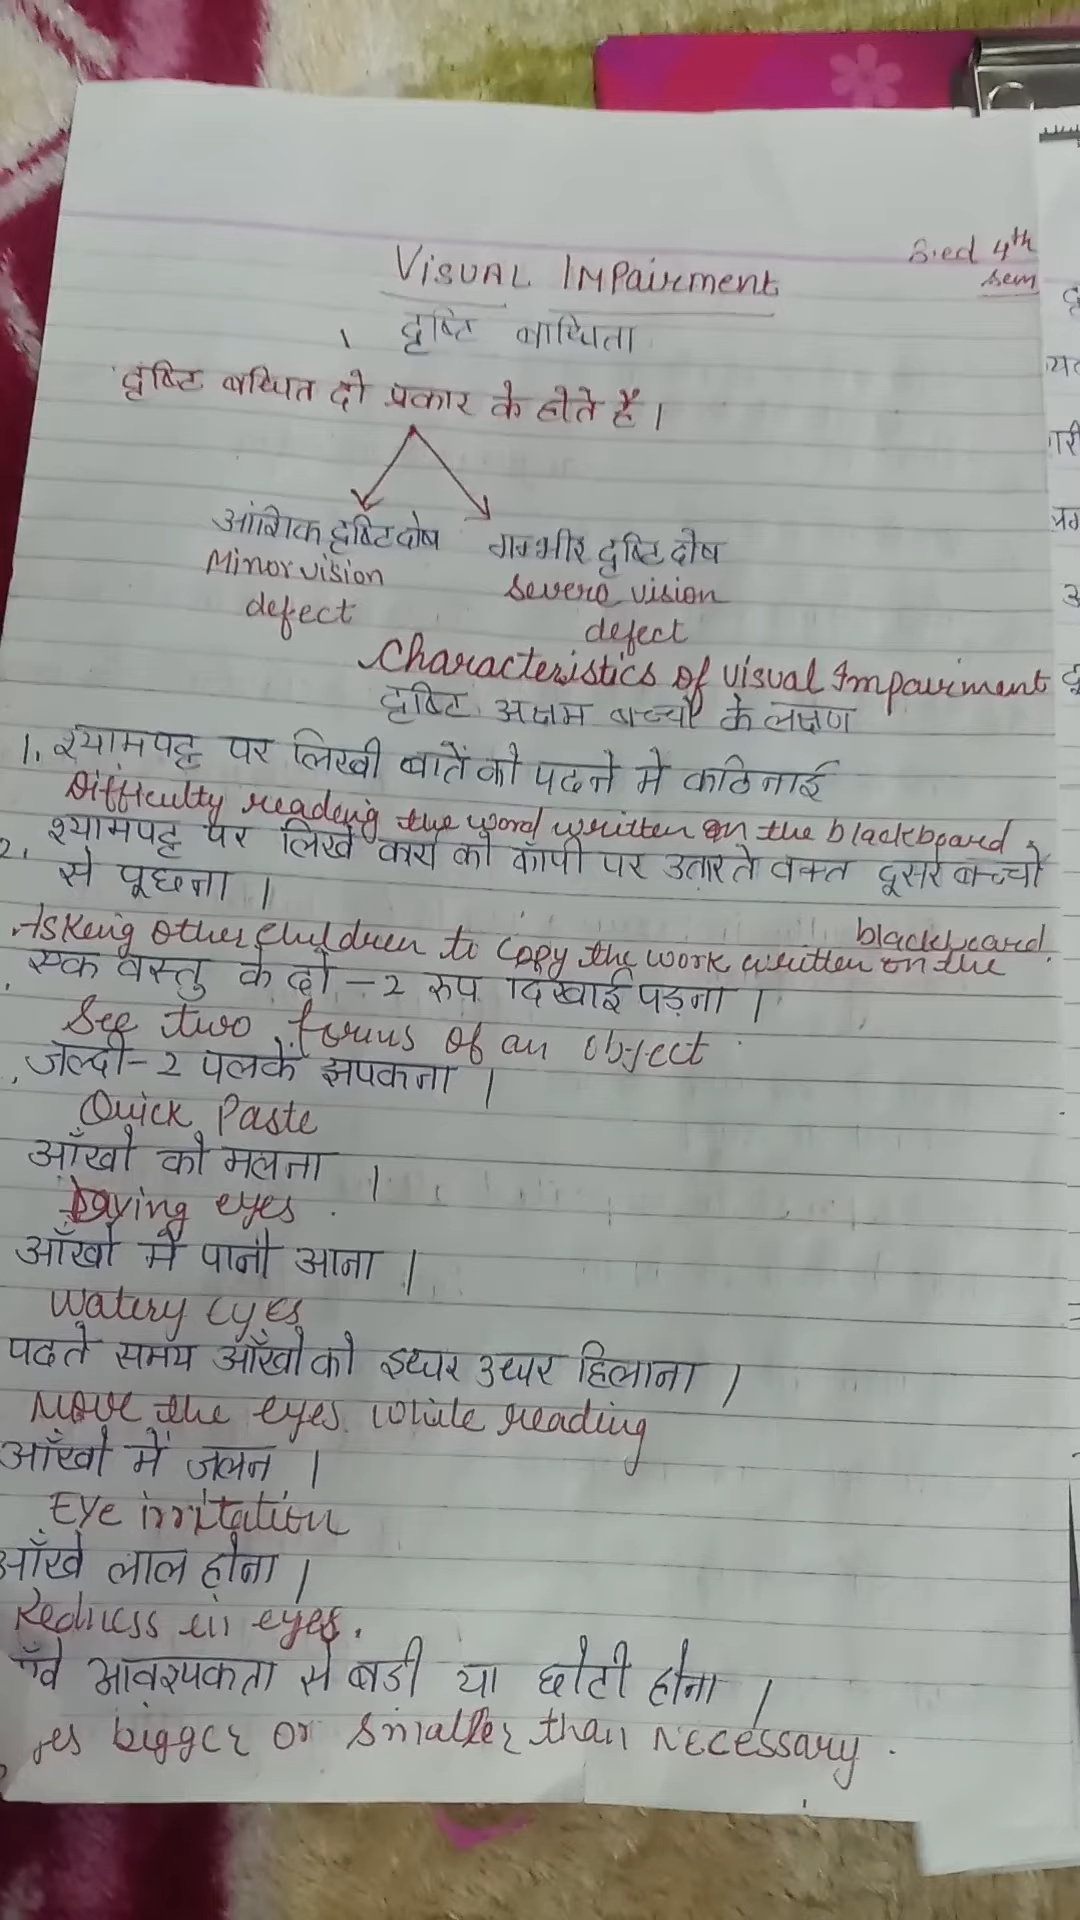 Visual Impairment
B.ed 4th
sem
दृष्टि बाधिता
दृष्टि बधित दो प्रकार के होते हैं।
आंशिक दृष्टि दोष गम्भीर दृष्टि दोष
Minor vision
defect
severe vision
defect
Characteristics of visual Impairment
दृष्टि अक्षम बच्चों के लक्षण
1. श्यामपट्ट पर लिखी बातें को पढने मे कठिनाई
Difficulty reading the word written on the blackboard.
2. श्यामपट्ट पर लिखे कार्य को कॉपी पर उतारते वक्त दूसरे बच्चो
से पूछना।
Asking other children to copy the work written on the
blackboard.
एक वस्तु के दो-2 रूप दिखाई पड़ना।
See two forms of an object.
जल्दी-2 पलके झपकना।
Quick Paste
आँखो को मलना।
eyes.
आँखो मे पानी आना।
Watery eyes
पढते समय आँखो को इधर उधर हिलाना।
Move the eyes while reading
आँखो में जलन।
Eye irritation
आँखे लाल होना।
Redness in eyes.
आवश्यकता से बडी या छोटी होना।
bigger or smaller than necessary.